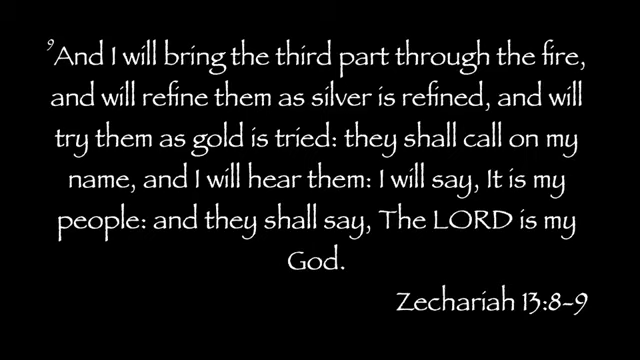 ⁹And I will bring the third part through the fire,
and will refine them as silver is refined, and will
try them as gold is tried: they shall call on my
name, and I will hear them: I will say, It is my
people: and they shall say, The LORD is my
God.
Zechariah 13:8-9